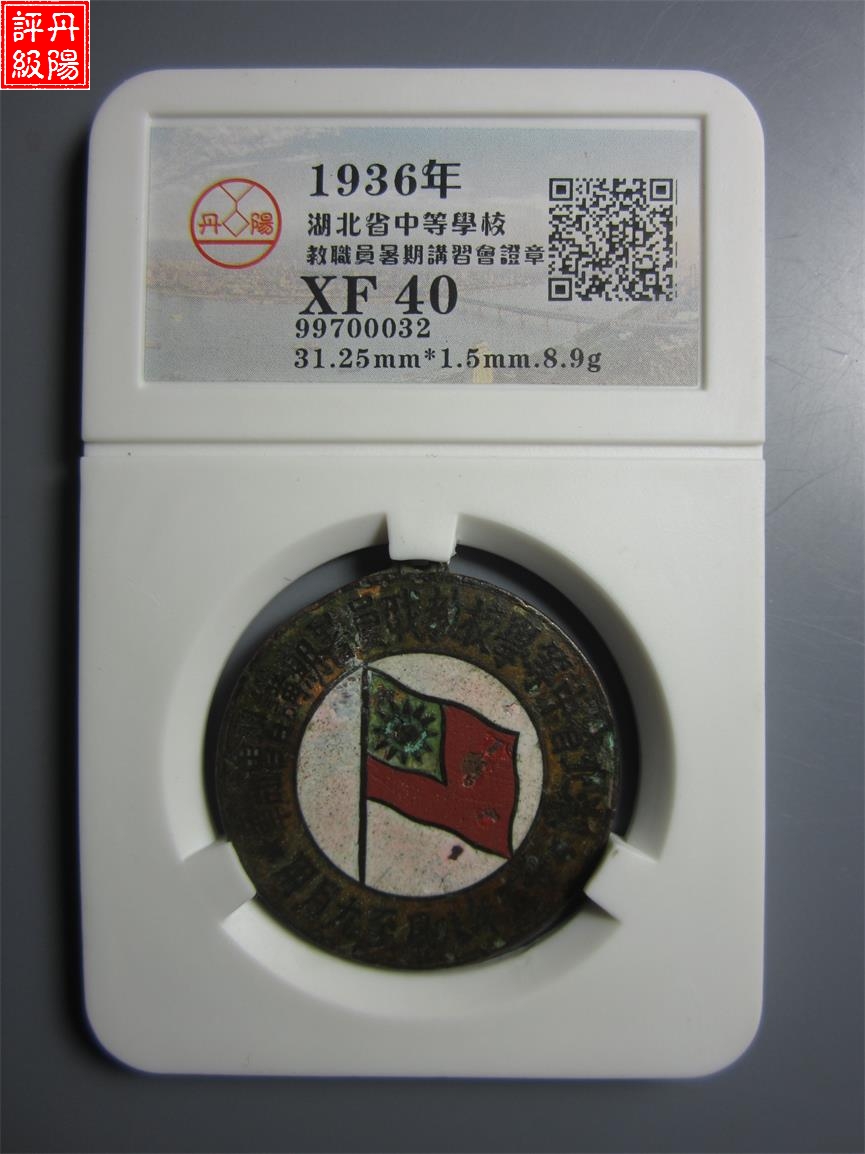 丹陽
評級
1936年
湖北省中等學校
教職員暑期講習會證章
丹 陽
XF 40
99700032
31.25mm*1.5mm.8.9g